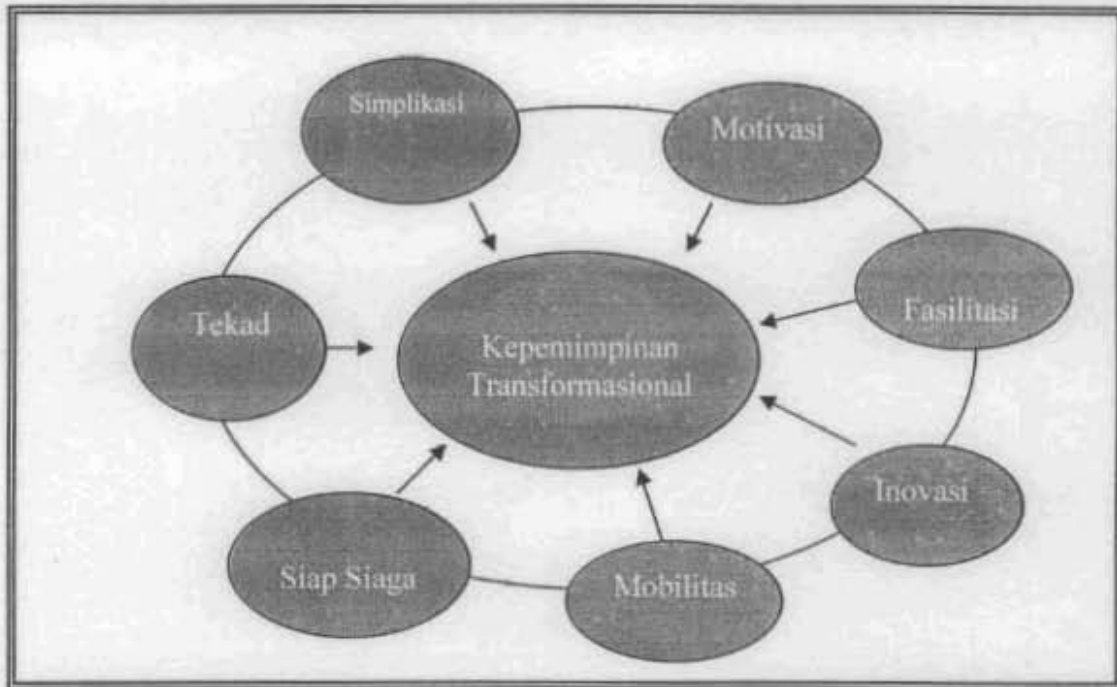 Simplikasi
Motivasi
Fasilitasi
Tekad
Kepemimpinan
Transformasional
Inovasi
Siap Siaga
Mobilitas